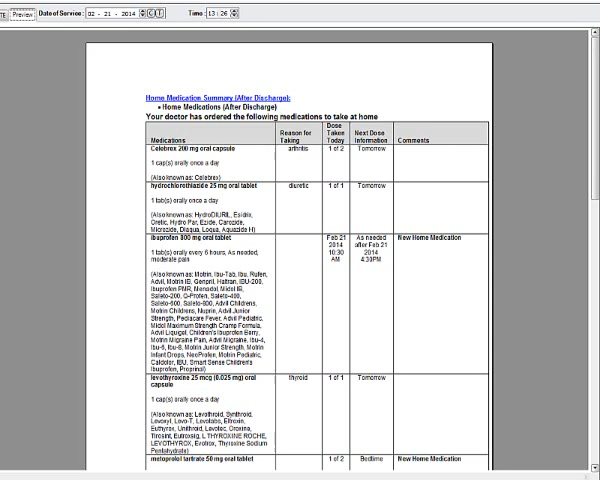 TE Preview Date of Service: 02 - 21 - 2014 Time: 13 : 26
Home Medication Summary (After Discharge):
• Home Medications (After Discharge)
Your doctor has ordered the following medications to take at home
Medications Reason for Taking Dose Taken Today Next Dose Information Comments
Celebrex 200 mg oral capsule arthritis 1 of 2 Tomorrow
1 cap(s) orally once a day
(Also known as: Celebrex)
hydrochlorothiazide 25 mg oral tablet diuretic 1 of 1 Tomorrow
1 tab(s) orally once a day
(Also known as: HydroDIURIL, Esidrix,
Oretic, Hydro Par, Ezide, Carozide,
Microzide, Diaqua, Loqua, Aquazide H)
ibuprofen 800 mg oral tablet Feb 21 2014 10:30 AM As needed after Feb 21 2014 4:30PM New Home Medication
1 tab(s) orally every 6 hours, As needed,
moderate pain
(Also known as: Motrin, Ibu-Tab, Ibu, Rufen,
Advil, Motrin IB, Genpril, Haltran, IBU-200,
Ibuprofen PMR, Menadol, Midol IB,
Saleto-200, Q-Profen, Saleto-400,
Saleto-600, Saleto-800, Advil Childrens,
Motrin Childrens, Nuprin, Advil Junior
Strength, Pediacare Fever, Advil Pediatric,
Midol Maximum Strength Cramp Formula,
Advil Liquigel, Children's Ibuprofen Berry,
Motrin Migraine Pain, Advil Migraine, Ibu-4,
Ibu-6, Ibu-8, Motrin Junior Strength, Motrin
Infant Drops, NeoProfen, Motrin Pediatric,
Caldolor, IBU, Smart Sense Children's
Ibuprofen, Proprinal)
levothyroxine 25 mcg (0.025 mg) oral thyroid 1 of 1 Tomorrow
capsule
1 cap(s) orally once a day
(Also known as: Levothroid, Synthroid,
Levoxyl, Levo-T, Levotabs, Eltroxin,
Euthyrox, Unithroid, Levotec, Oroxine,
Tirosint, Eutroxsig, L THYROXINE ROCHE,
LEVOTHYROX, Evotrox, Thyroxine Sodium
Pentahydrate)
metoprolol tartrate 50 mg oral tablet 1 of 2 Bedtime New Home Medication